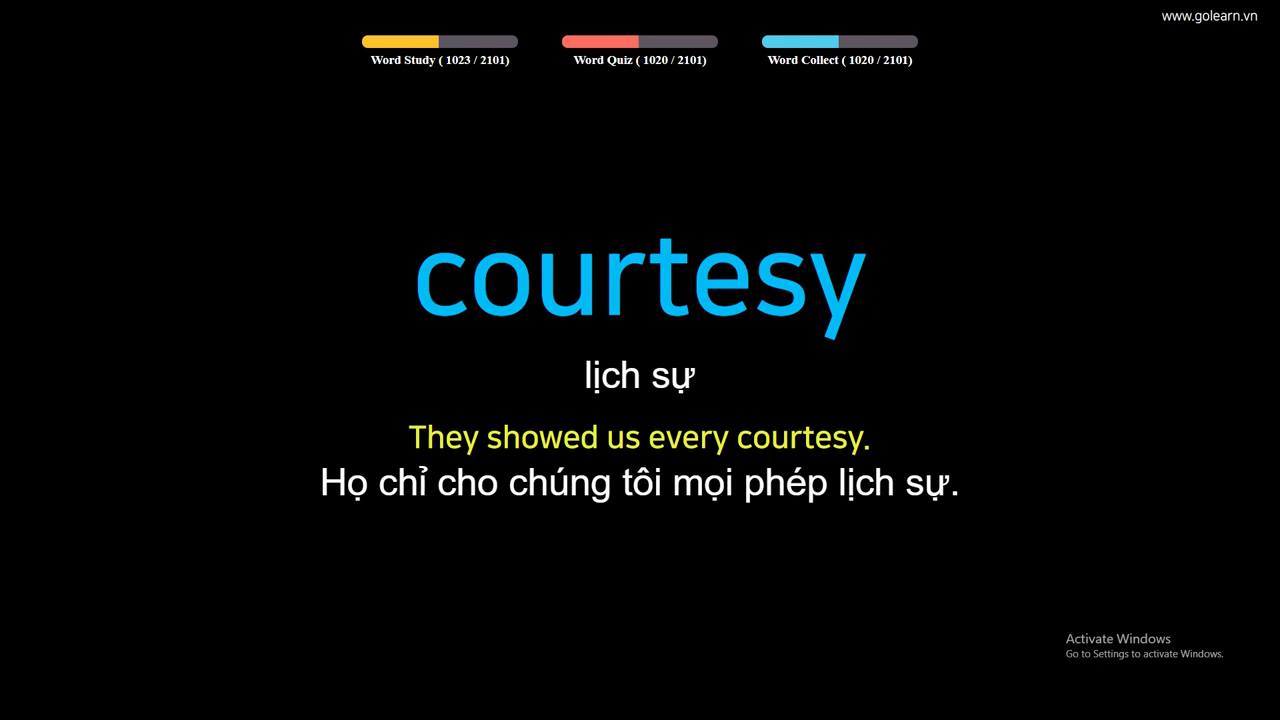 www.golearn.vn
Word Study ( 1023 / 2101)
Word Quiz ( 1020 / 2101)
Word Collect ( 1020 / 2101)
courtesy
lịch sự
They showed us every courtesy.
Họ chỉ cho chúng tôi mọi phép lịch sự.
Activate Windows
Go to Settings to activate Windows.